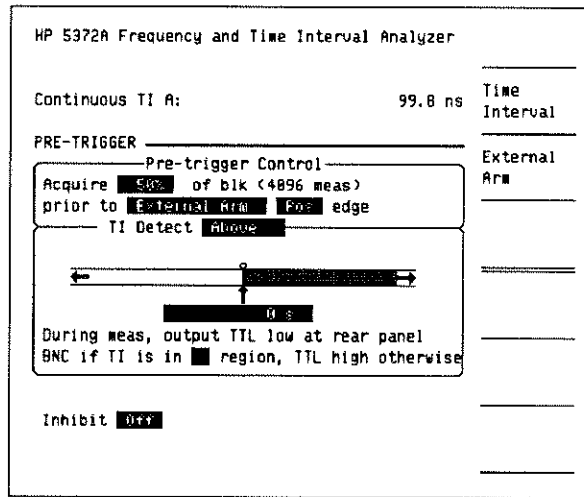 HP 5372A Frequency and Time Interval Analyzer
Continuous TI A: 99.8 ns
Time
Interval
PRE-TRIGGER
External
Arm
Pre-trigger Control
Acquire 50% of blk (4096 meas)
prior to External Arm Pos edge
TI Detect Above
0 s
During meas, output TTL low at rear panel
BNC if TI is in region, TTL high otherwise
Inhibit Off